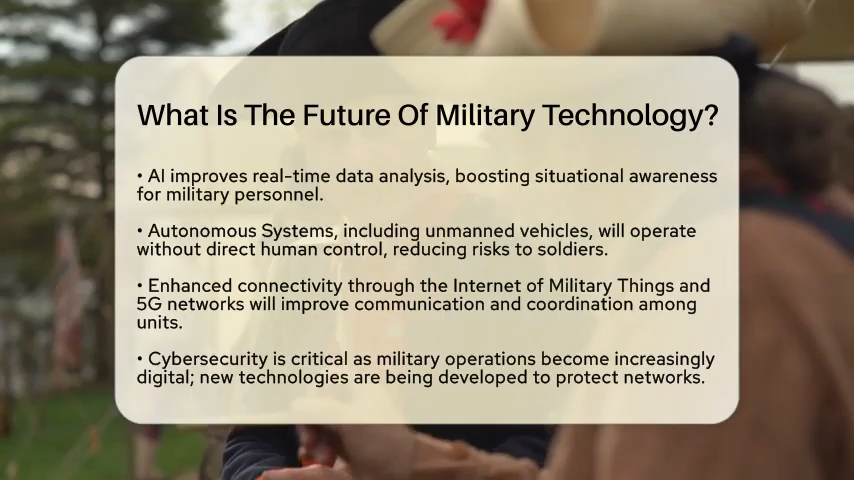 What Is The Future Of Military Technology?
• AI improves real-time data analysis, boosting situational awareness
for military personnel.
• Autonomous Systems, including unmanned vehicles, will operate
without direct human control, reducing risks to soldiers.
• Enhanced connectivity through the Internet of Military Things and
5G networks will improve communication and coordination among
units.
• Cybersecurity is critical as military operations become increasingly
digital; new technologies are being developed to protect networks.